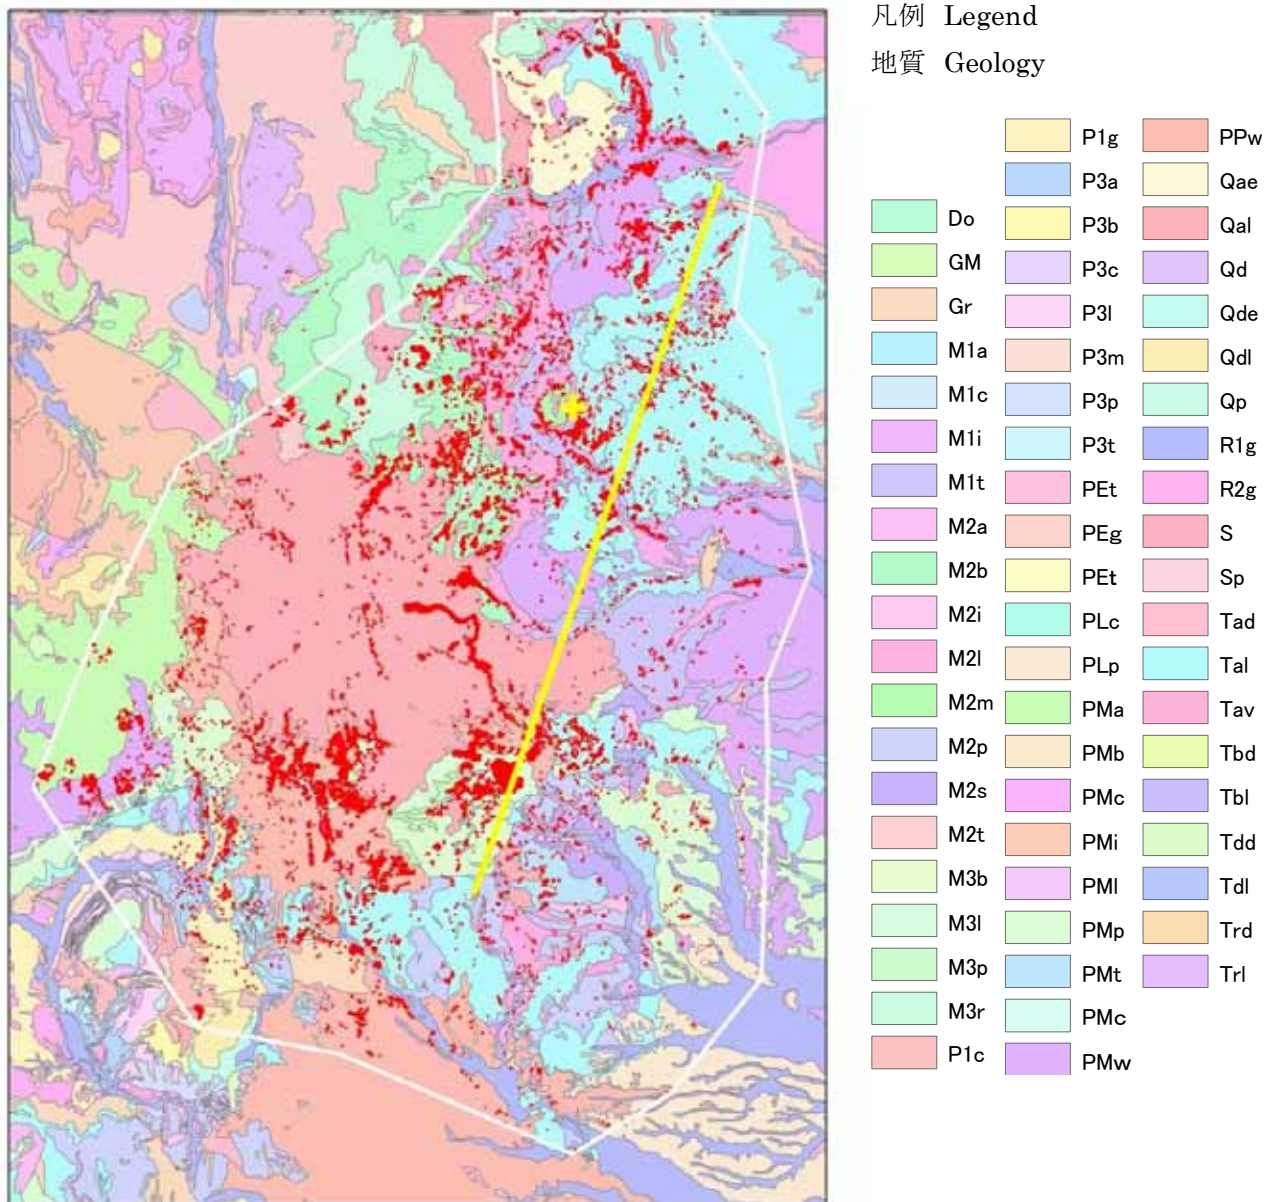 凡例 Legend
地質 Geology
Do
GM
Gr
M1a
M1c
M1i
M1t
M2a
M2b
M2i
M2l
M2m
M2p
M2s
M2t
M3b
M3l
M3p
M3r
P1c
P1g
P3a
P3b
P3c
P3l
P3m
P3p
P3t
PEt
PEg
PEt
PLc
PLp
PMa
PMb
PMc
PMi
PMl
PMp
PMt
PMc
PMw
PPw
Qae
Qal
Qd
Qde
Qdl
Qp
R1g
R2g
S
Sp
Tad
Tal
Tav
Tbd
Tbl
Tdd
Tdl
Trd
Trl